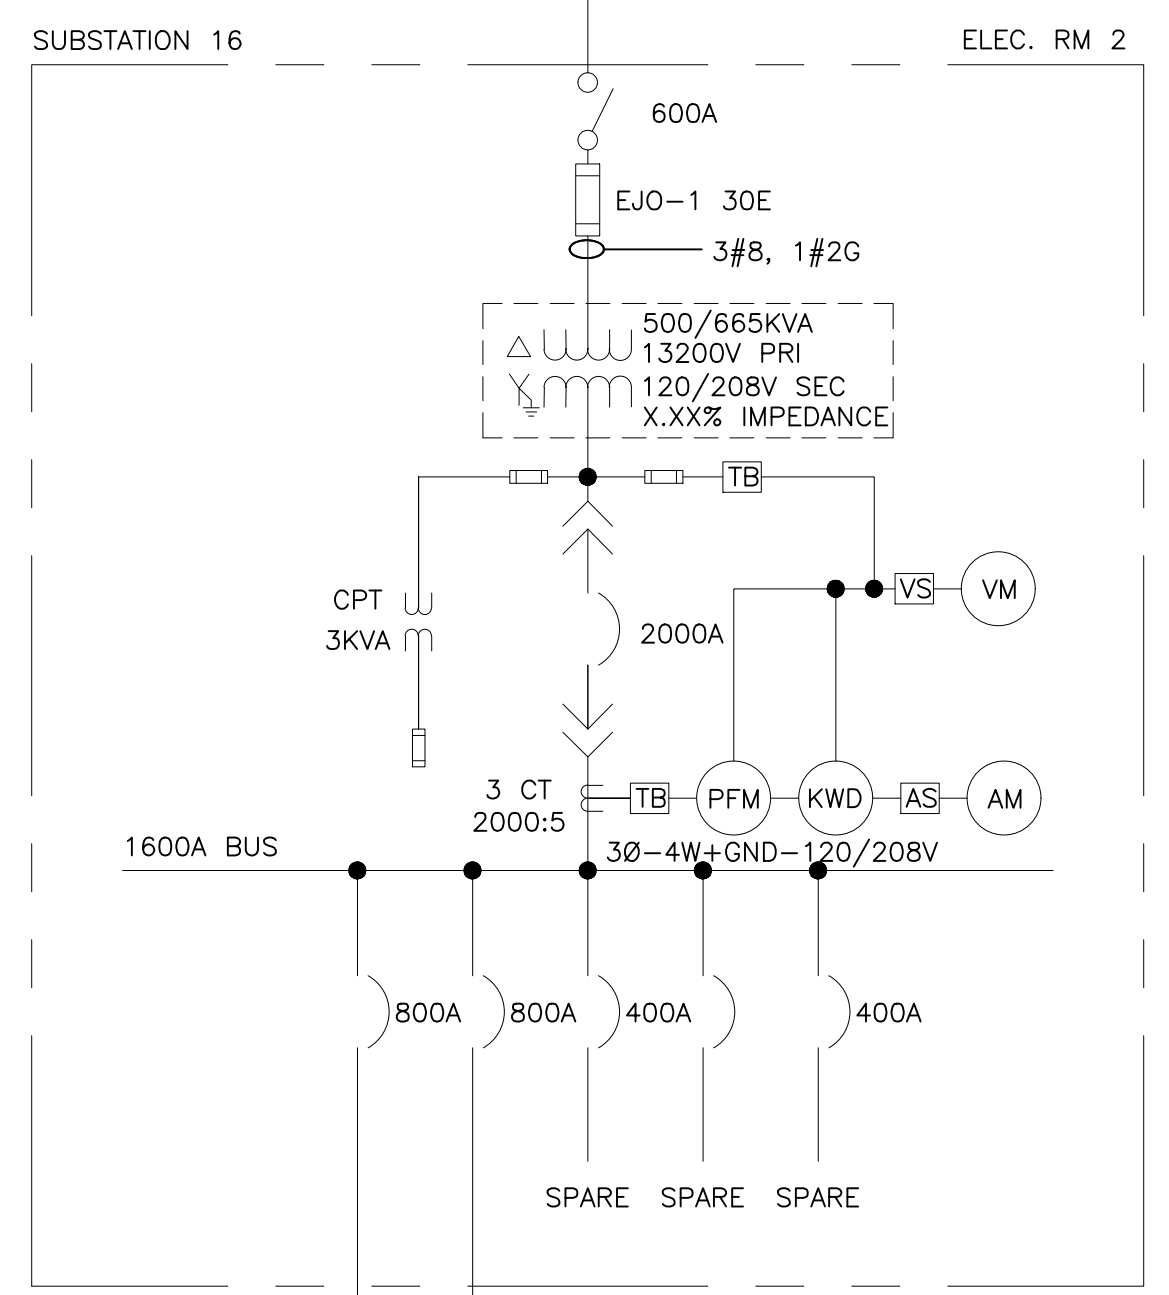 SUBSTATION 16
ELEC. RM 2
600A
EJO-1 30E
3#8, 1#2G
500/665KVA
13200V PRI
120/208V SEC
X.XX% IMPEDANCE
TB
CPT
3KVA
2000A
VS
VM
3 CT
2000:5
TB
PFM
KWD
AS
AM
1600A BUS
3Ø-4W+GND-120/208V
800A
800A
400A
400A
SPARE
SPARE
SPARE